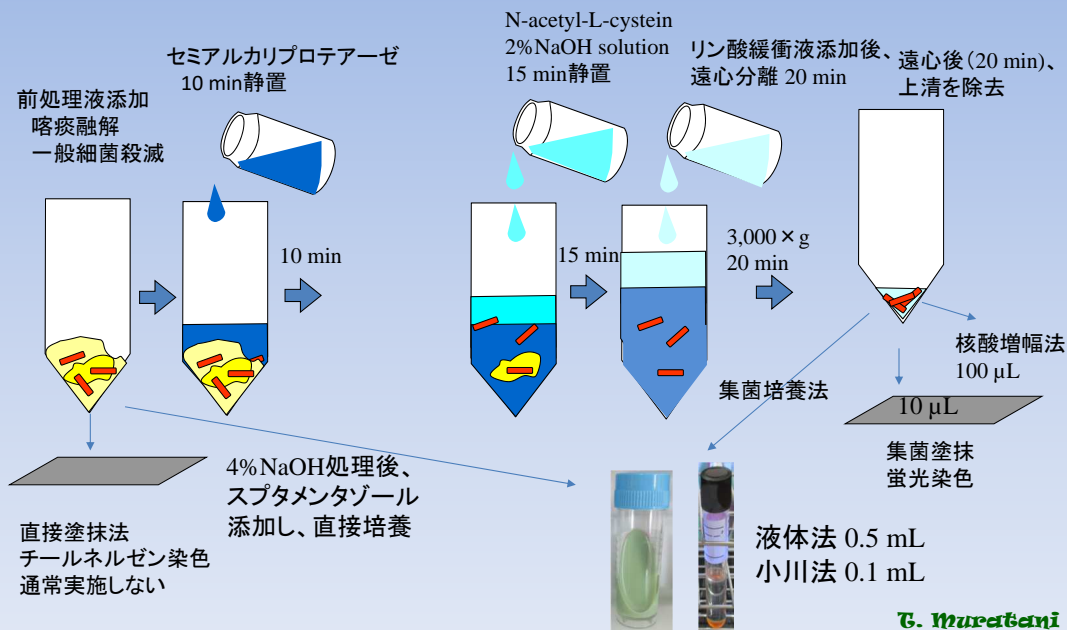 前処理液添加
喀痰融解
一般細菌殺滅
セミアルカリプロテアーゼ
10 min静置
N-acetyl-L-cystein
2%NaOH solution
15 min静置
リン酸緩衝液添加後、
遠心分離 20 min
遠心後(20 min)、
上清を除去
10 min
15 min
3,000×g
20 min
直接塗抹法
チールネルゼン染色
通常実施しない
4%NaOH処理後、
スプタメンタゾール
添加し、直接培養
集菌培養法
核酸増幅法
100 µL
10 µL
集菌塗抹
蛍光染色
液体法 0.5 mL
小川法 0.1 mL
T. Muratani